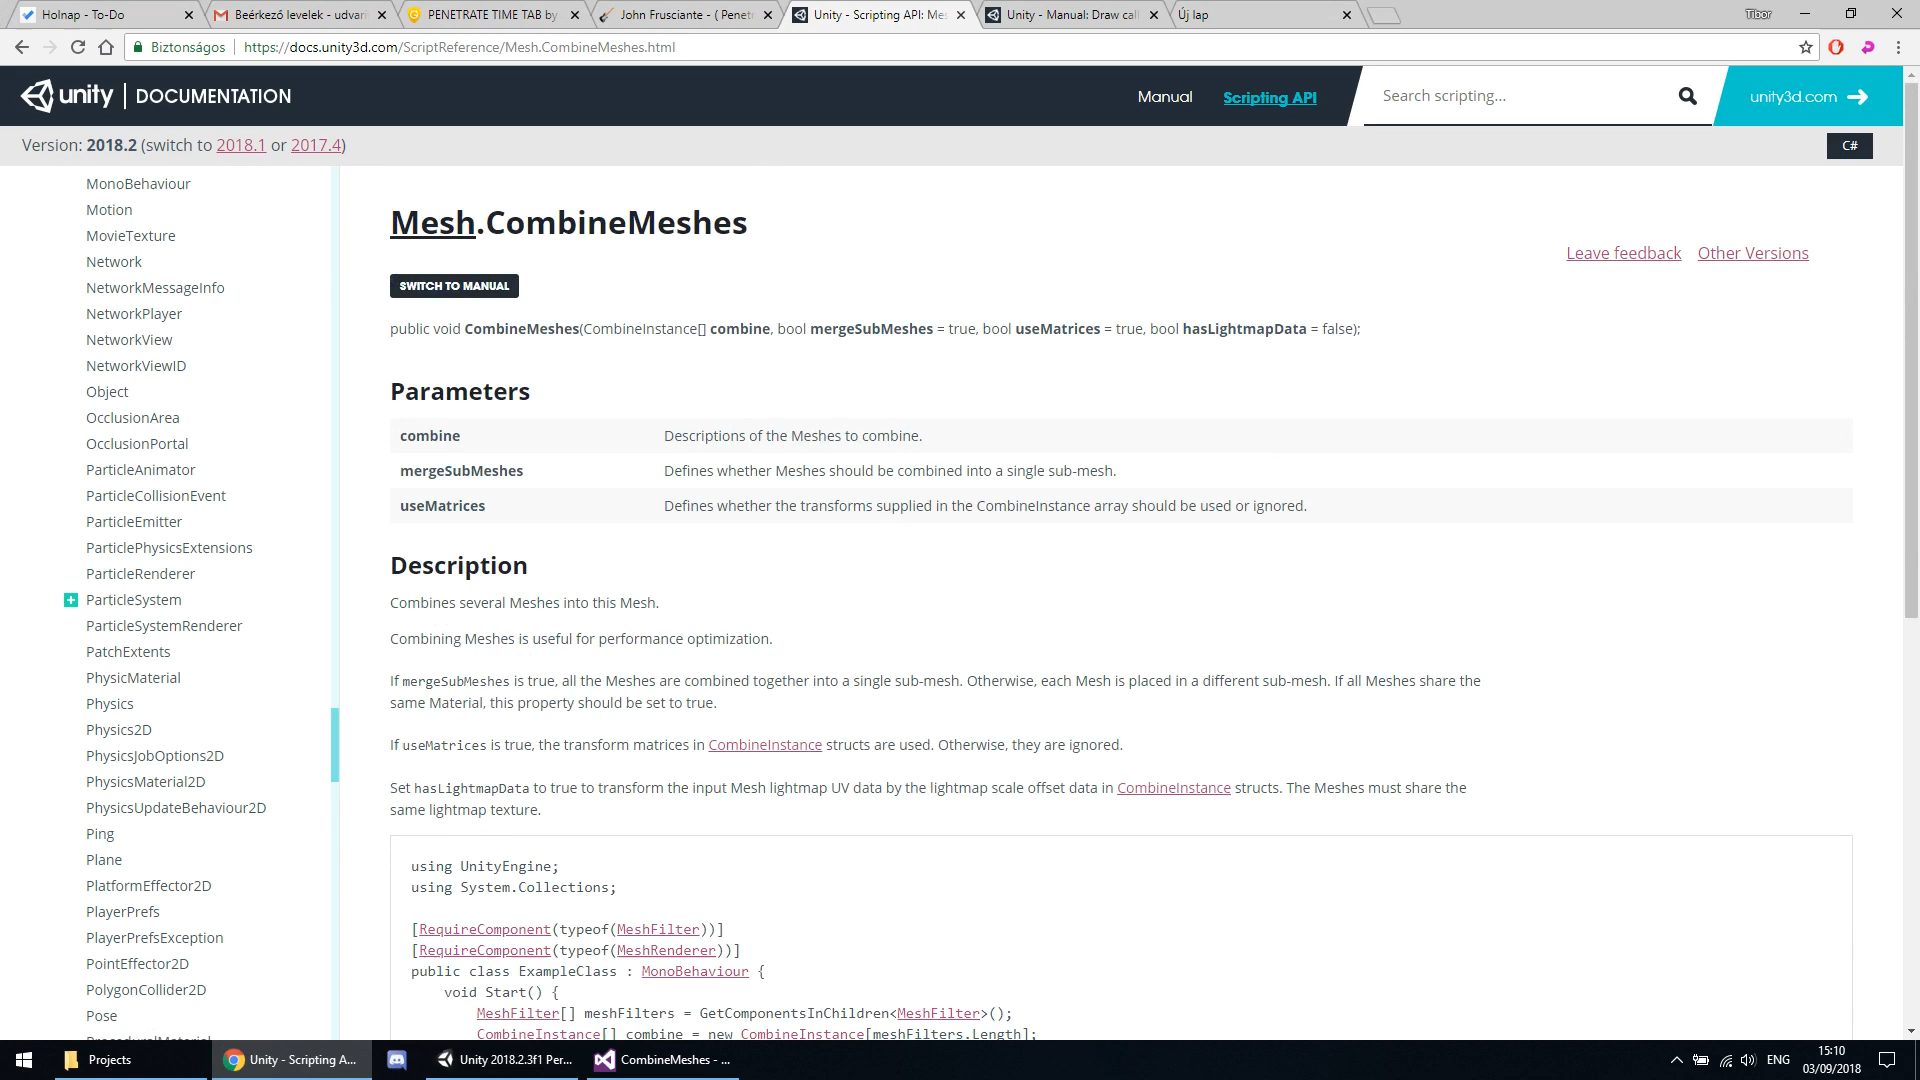 Holnap - To-Do
Beérkező levelek - udvari
PENETRATE TIME TAB by
John Frusciante - ( Penet
Unity - Scripting API: Me
Unity - Manual: Draw cal
Új lap
Tibor
Biztonságos
https://docs.unity3d.com/ScriptReference/Mesh.CombineMeshes.html
unity | DOCUMENTATION
Manual
Scripting API
Search scripting...
unity3d.com
Version: 2018.2 (switch to 2018.1 or 2017.4)
C#
MonoBehaviour
Motion
MovieTexture
Network
NetworkMessageInfo
NetworkPlayer
NetworkView
NetworkViewID
Object
OcclusionArea
OcclusionPortal
ParticleAnimator
ParticleCollisionEvent
ParticleEmitter
ParticlePhysicsExtensions
ParticleRenderer
ParticleSystem
ParticleSystemRenderer
PatchExtents
PhysicMaterial
Physics
Physics2D
PhysicsJobOptions2D
PhysicsMaterial2D
PhysicsUpdateBehaviour2D
Ping
Plane
PlatformEffector2D
PlayerPrefs
PlayerPrefsException
PointEffector2D
PolygonCollider2D
Pose
Mesh.CombineMeshes
Leave feedback
Other Versions
SWITCH TO MANUAL
public void CombineMeshes(CombineInstance[] combine, bool mergeSubMeshes = true, bool useMatrices = true, bool hasLightmapData = false);
Parameters
combine Descriptions of the Meshes to combine.
mergeSubMeshes Defines whether Meshes should be combined into a single sub-mesh.
useMatrices Defines whether the transforms supplied in the CombineInstance array should be used or ignored.
Description
Combines several Meshes into this Mesh.
Combining Meshes is useful for performance optimization.
If mergeSubMeshes is true, all the Meshes are combined together into a single sub-mesh. Otherwise, each Mesh is placed in a different sub-mesh. If all Meshes share the
same Material, this property should be set to true.
If useMatrices is true, the transform matrices in CombineInstance structs are used. Otherwise, they are ignored.
Set hasLightmapData to true to transform the input Mesh lightmap UV data by the lightmap scale offset data in CombineInstance structs. The Meshes must share the
same lightmap texture.
using UnityEngine;
using System.Collections;
[RequireComponent(typeof(MeshFilter))]
[RequireComponent(typeof(MeshRenderer))]
public class ExampleClass : MonoBehaviour {
void Start() {
MeshFilter[] meshFilters = GetComponentsInChildren<MeshFilter>();
CombineInstance[] combine = new CombineInstance[meshFilters.Length];
Projects
Unity - Scripting A...
Unity 2018.2.3f1 Per...
CombineMeshes - ...
ENG
15:10
03/09/2018